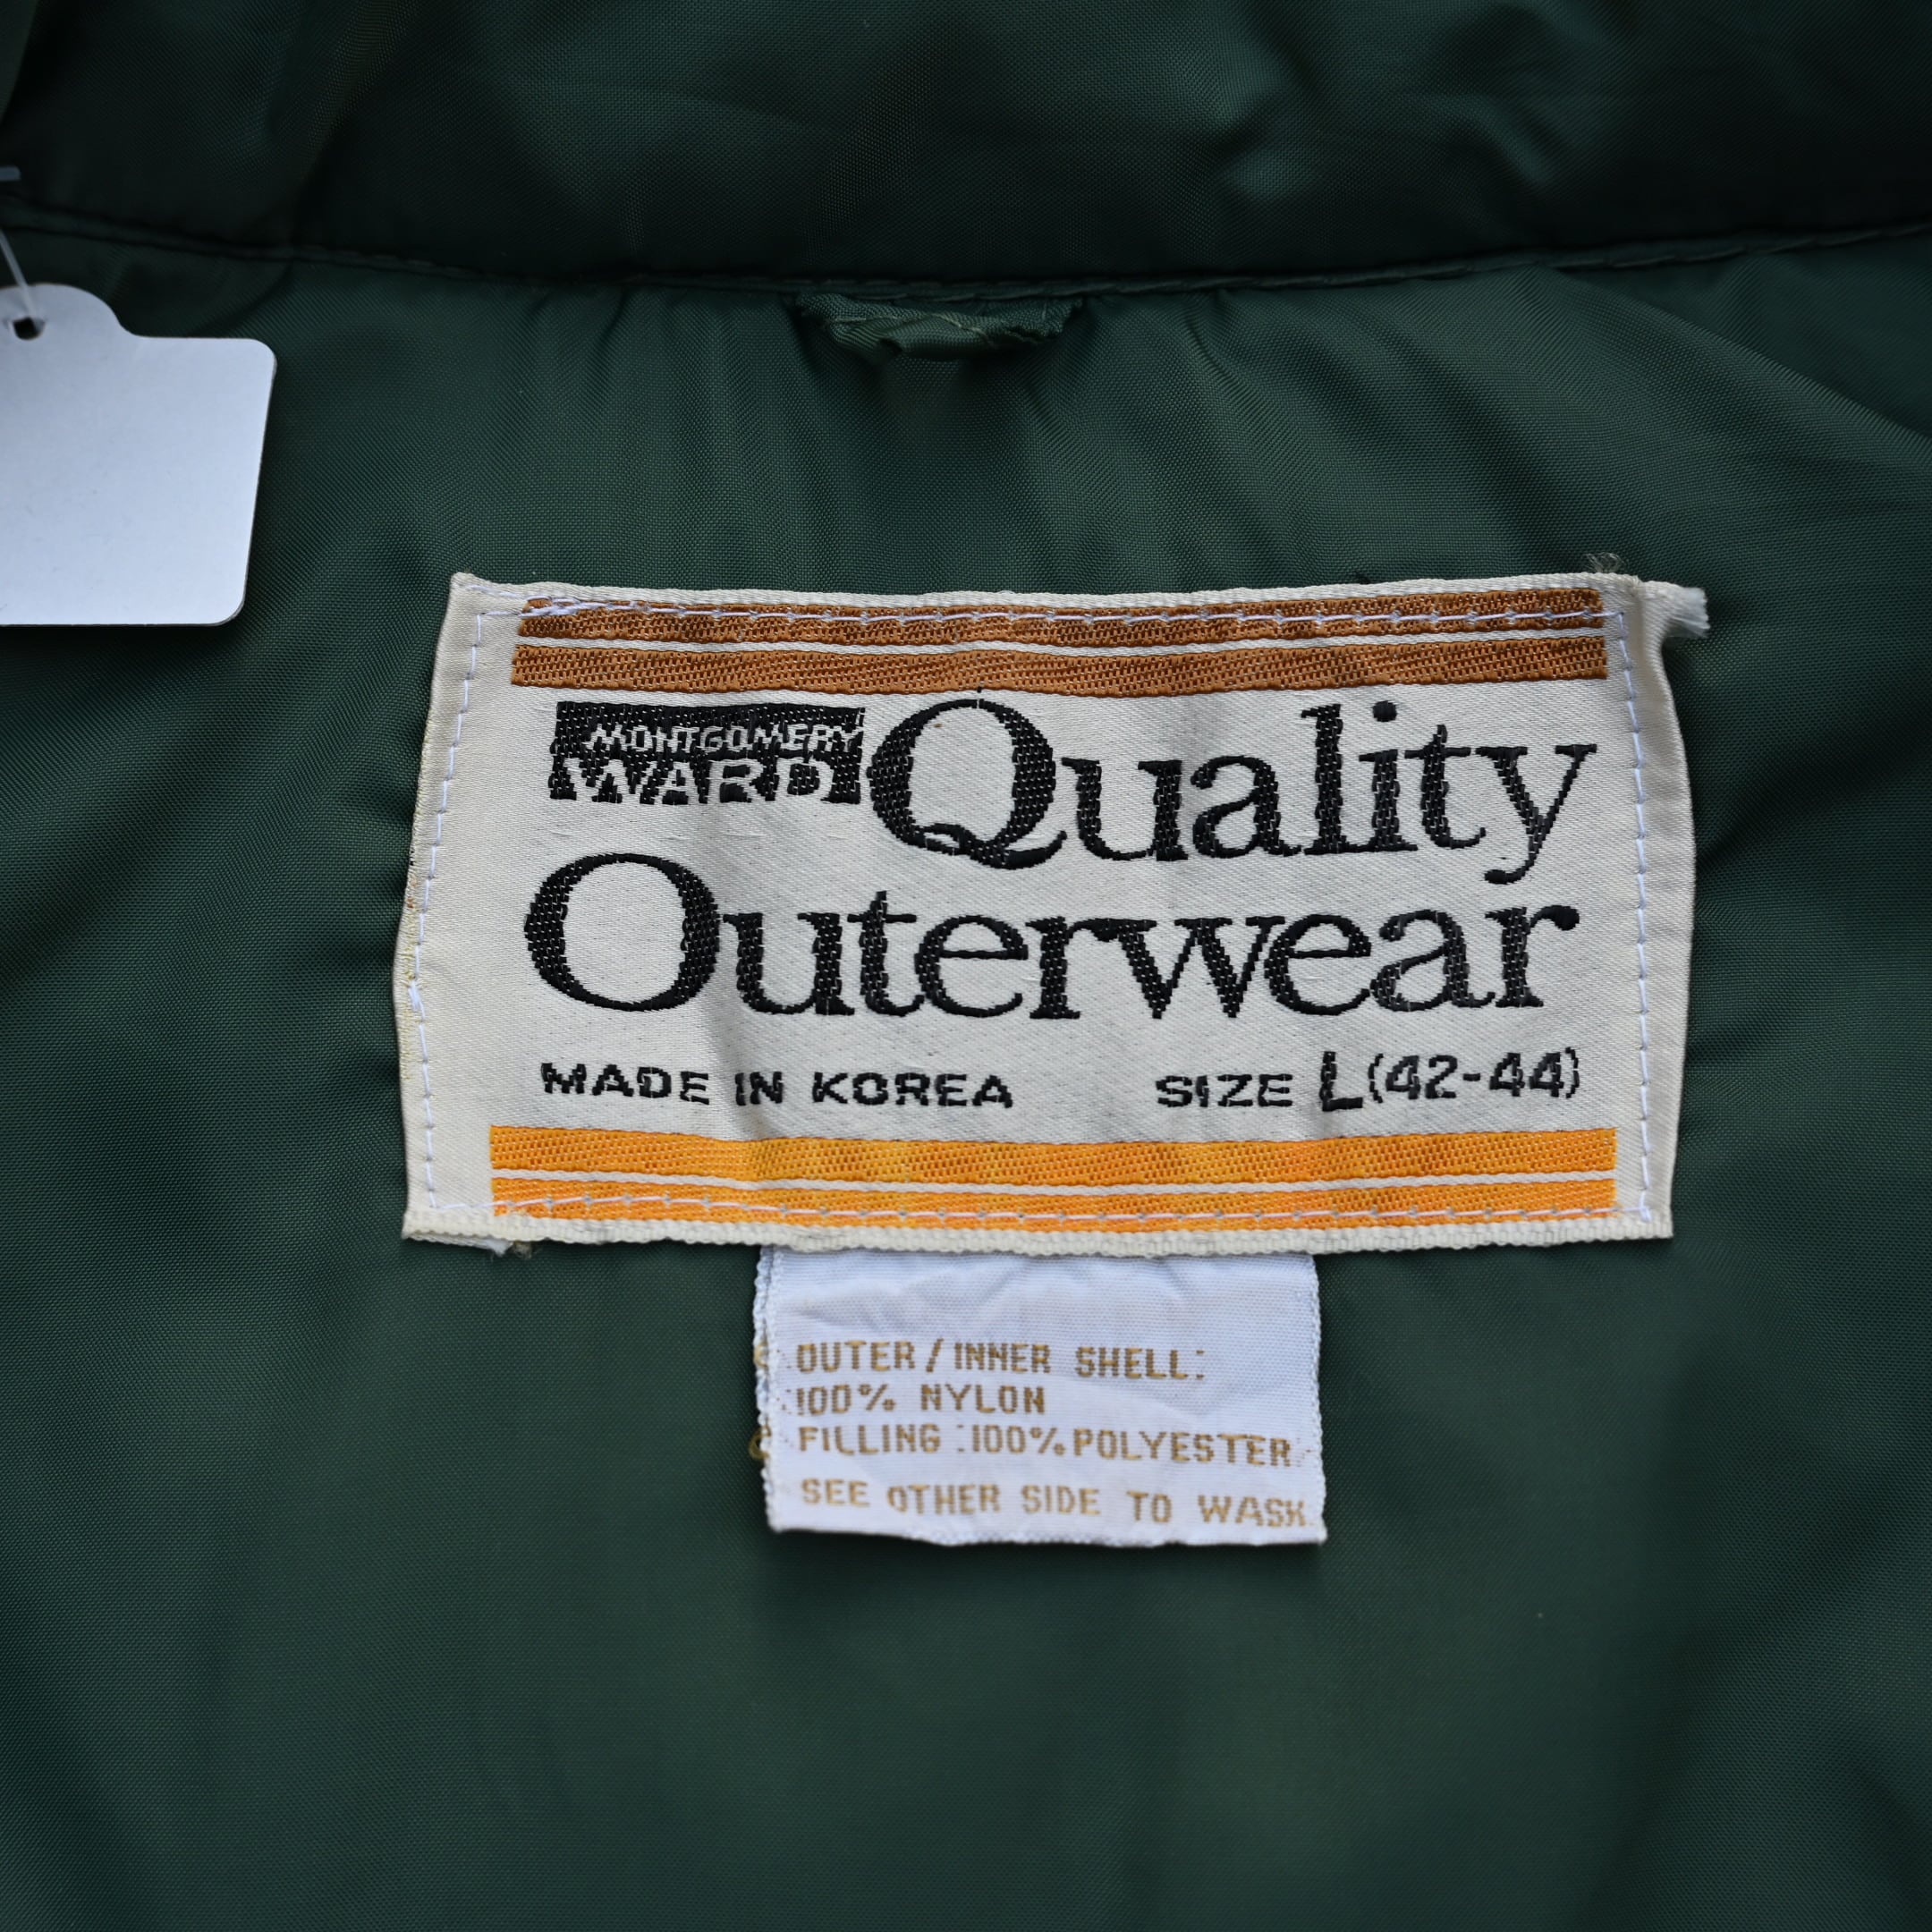 MONTGOMERY
WARD
Quality
Outerwear
MADE IN KOREA SIZE L(42-44)
OUTER/INNER SHELL:
100% NYLON
FILLING:100%POLYESTER
SEE OTHER SIDE TO WASH